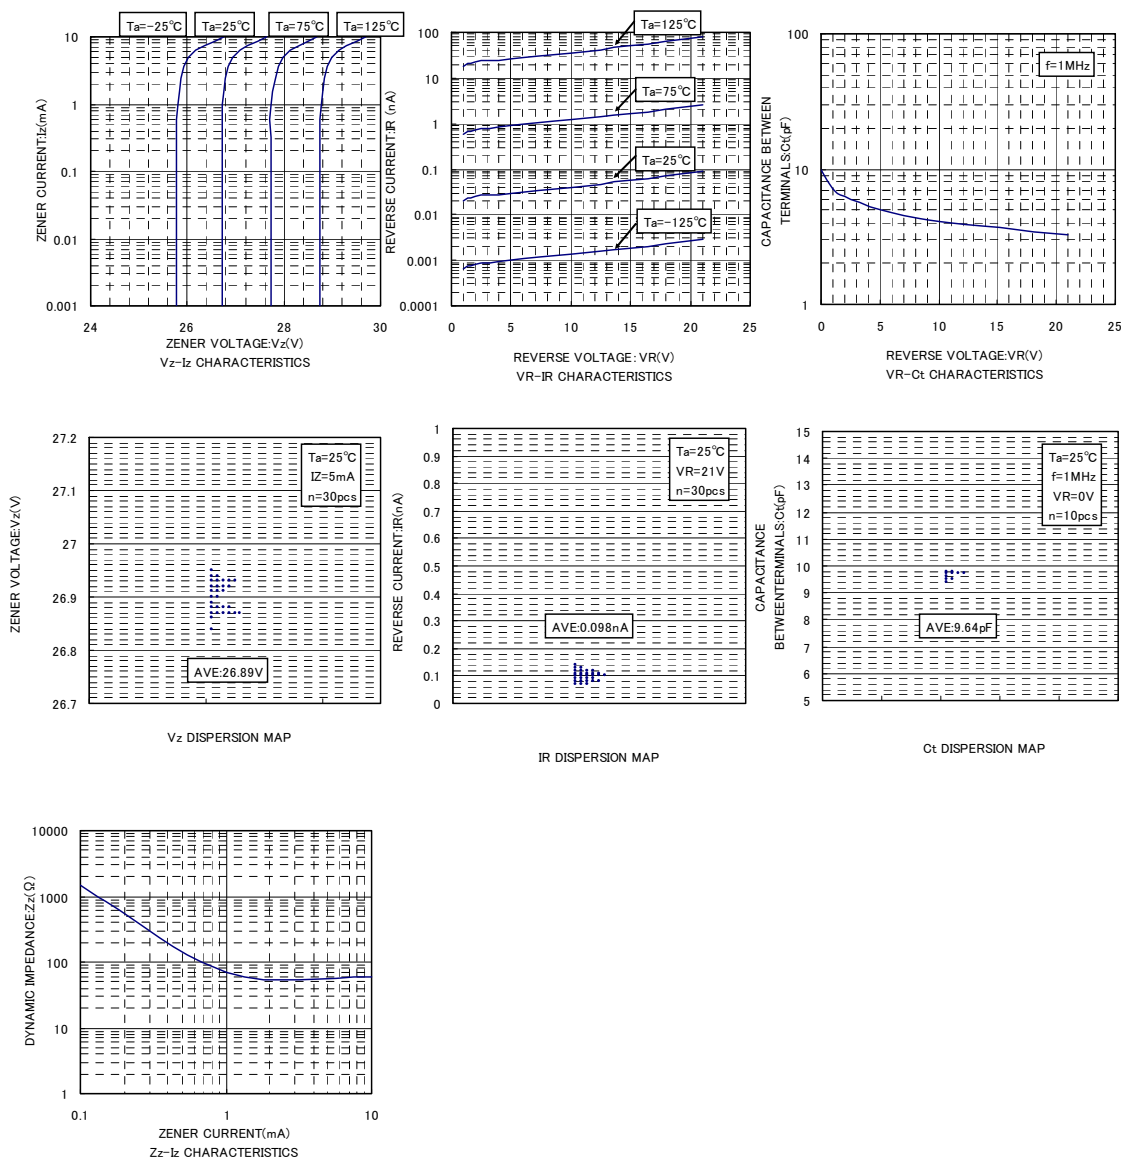 Ta=-25℃ Ta=25℃ Ta=75℃ Ta=125℃
ZENER CURRENT:Iz(mA)
10
1
0.1
0.01
0.001
24 26 28 30
ZENER VOLTAGE:Vz(V)
Vz-Iz CHARACTERISTICS
REVERSE CURRENT:IR (nA)
100
10
1
0.1
0.01
0.001
0.0001
Ta=125℃
Ta=75℃
Ta=25℃
Ta=-125℃
0 5 10 15 20 25
REVERSE VOLTAGE: VR(V)
VR-IR CHARACTERISTICS
CAPACITANCE BETWEEN
TERMINALS:Ct(pF)
100
10
1
f=1MHz
0 5 10 15 20 25
REVERSE VOLTAGE:VR(V)
VR-Ct CHARACTERISTICS
ZENER VOLTAGE:Vz(V)
27.2
27.1
27
26.9
26.8
26.7
Ta=25℃
IZ=5mA
n=30pcs
AVE:26.89V
Vz DISPERSION MAP
REVERSE CURRENT:IR(nA)
1
0.9
0.8
0.7
0.6
0.5
0.4
0.3
0.2
0.1
0
Ta=25℃
VR=21V
n=30pcs
AVE:0.098nA
IR DISPERSION MAP
CAPACITANCE
BETWEENTERMINALS:Ct(pF)
15
14
13
12
11
10
9
8
7
6
5
Ta=25℃
f=1MHz
VR=0V
n=10pcs
AVE:9.64pF
Ct DISPERSION MAP
DYNAMIC IMPEDANCE:Zz(Ω)
10000
1000
100
10
1
0.1 1 10
ZENER CURRENT(mA)
Zz-Iz CHARACTERISTICS